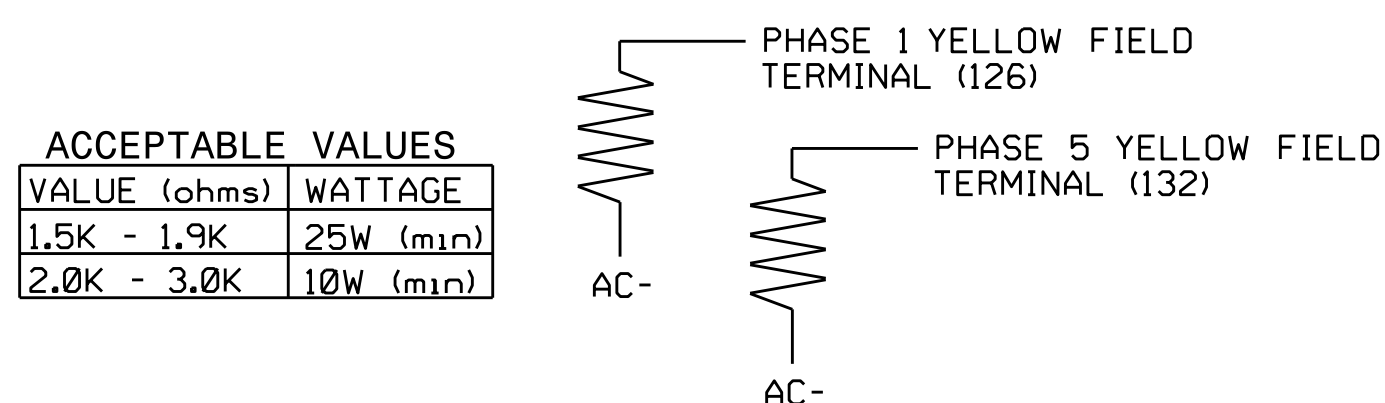 ACCEPTABLE VALUES
VALUE (ohms) WATTAGE
1.5K - 1.9K 25W (min)
2.0K - 3.0K 10W (min)
PHASE 1 YELLOW FIELD
TERMINAL (126)
AC-
PHASE 5 YELLOW FIELD
TERMINAL (132)
AC-